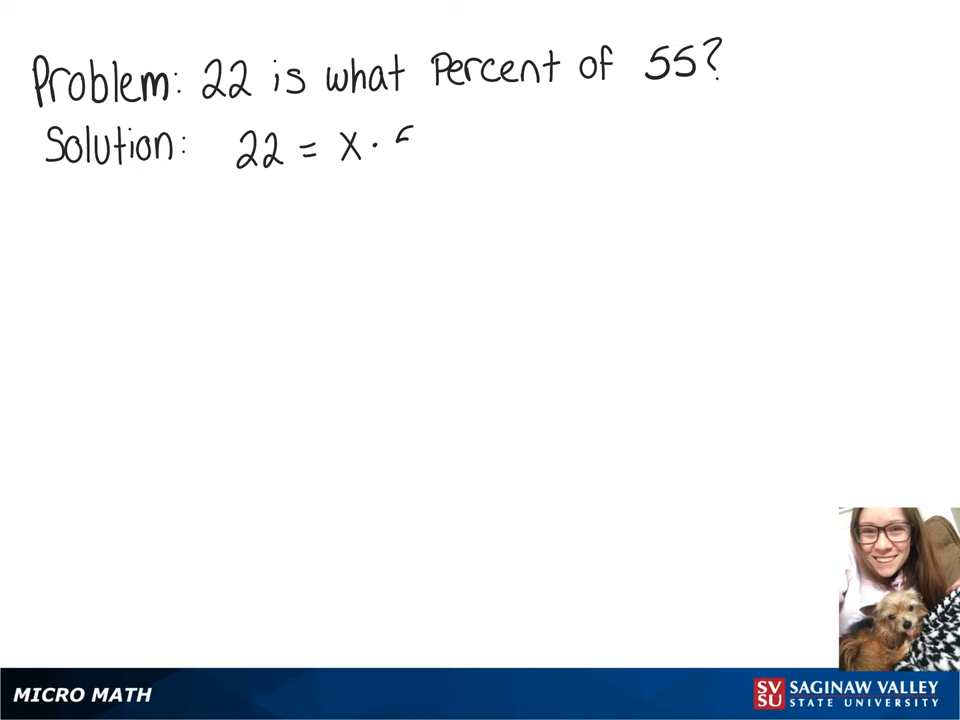 Problem: 22 is what percent of 55?
Solution: 22 = x ·
MICRO MATH
SV SU SAGINAW VALLEY
STATE UNIVERSITY